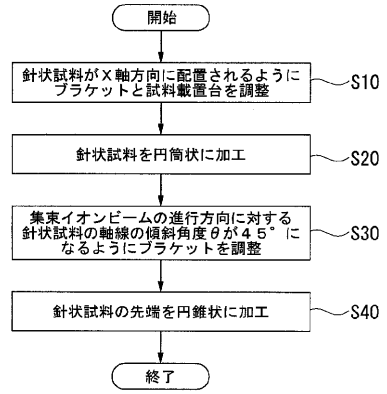 開始
針状試料がX軸方向に配置されるように
ブラケットと試料載置台を調整
S10
針状試料を円筒状に加工
S20
集束イオンビームの進行方向に対する
針状試料の軸線の傾斜角度θが45°に
なるようにブラケットを調整
S30
針状試料の先端を円錐状に加工
S40
終了